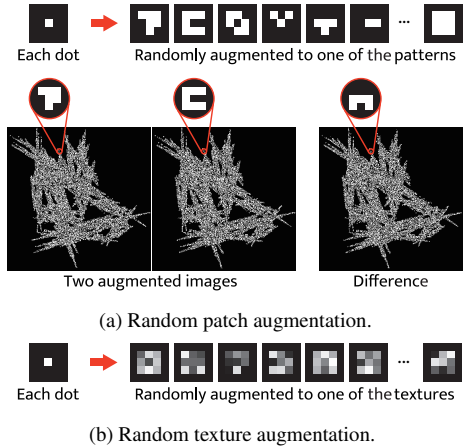 Each dot
Randomly augmented to one of the patterns
...
Two augmented images
Difference
(a) Random patch augmentation.
Each dot
Randomly augmented to one of the textures
...
(b) Random texture augmentation.